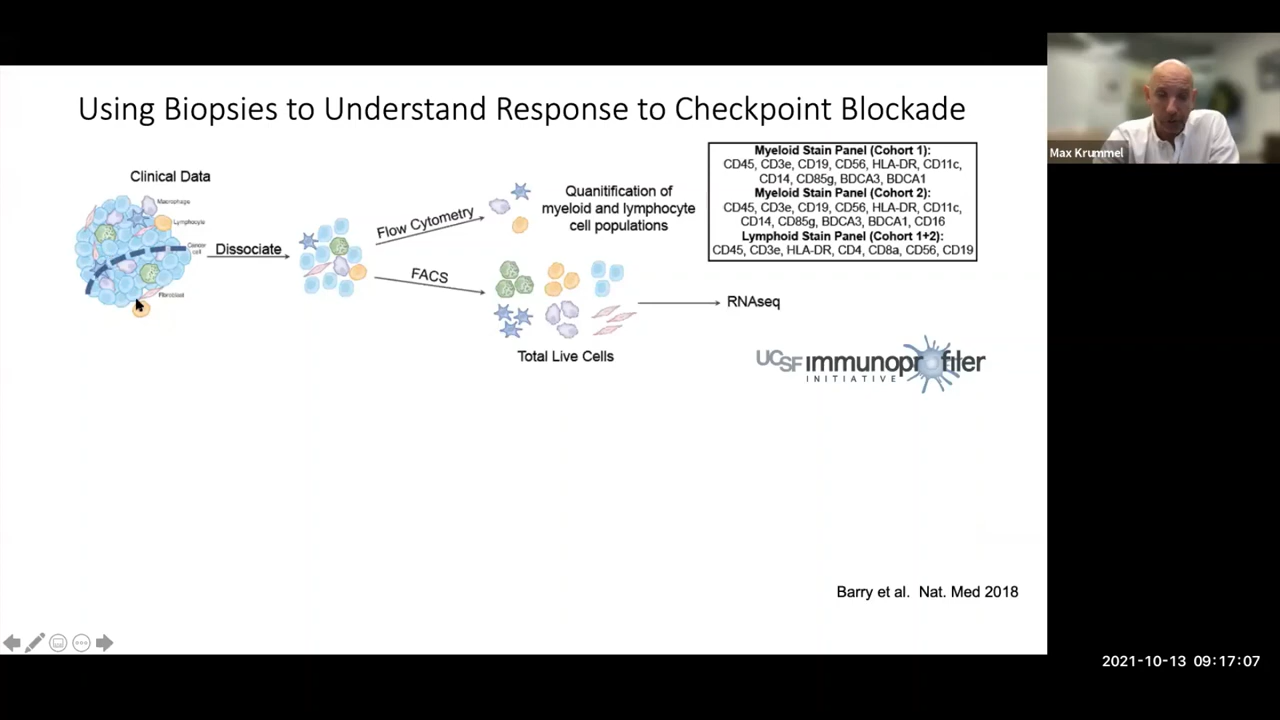 Using Biopsies to Understand Response to Checkpoint Blockade
Max Krummel
Clinical Data
Macrophage
Lymphocyte
Cancer
cell
Fibroblast
Dissociate
Flow Cytometry
FACS
Quanitification of
myeloid and lymphocyte
cell populations
Total Live Cells
RNAseq
Myeloid Stain Panel (Cohort 1):
CD45, CD3e, CD19, CD56, HLA-DR, CD11c,
CD14, CD85g, BDCA3, BDCA1
Myeloid Stain Panel (Cohort 2):
CD45, CD3e, CD19, CD56, HLA-DR, CD11c,
CD14, CD85g, BDCA3, BDCA1, CD16
Lymphoid Stain Panel (Cohort 1+2):
CD45, CD3e, HLA-DR, CD4, CD8a, CD56, CD19
UCSF immunoprofiler
INITIATIVE
Barry et al. Nat. Med 2018
2021-10-13 09:17:07